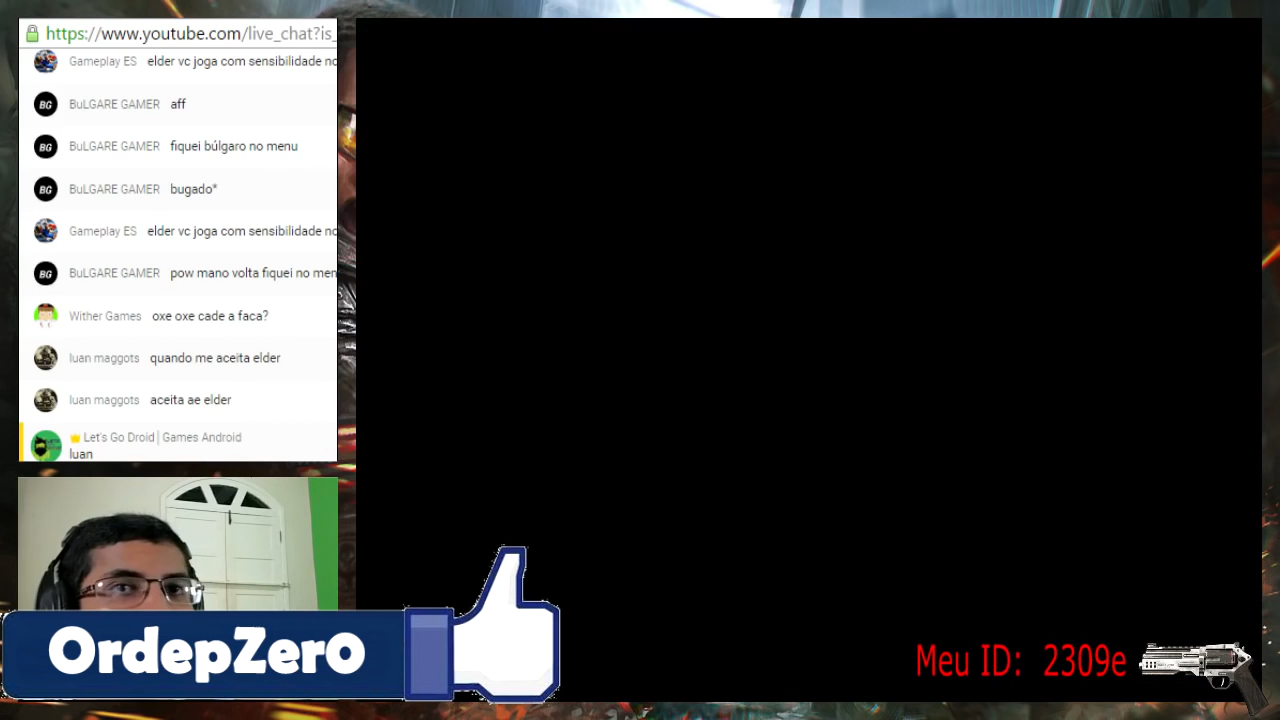 https://www.youtube.com/live_chat?is_
Gameplay ES elder vc joga com sensibilidade no
BuLGARE GAMER aff
BuLGARE GAMER fiquei búlgaro no menu
BuLGARE GAMER bugado*
Gameplay ES elder vc joga com sensibilidade no
BuLGARE GAMER pow mano volta fiquei no men
Wither Games oxe oxe cade a faca?
luan maggots quando me aceita elder
luan maggots aceita ae elder
Let's Go Droid | Games Android
luan
OrdepZer0
Meu ID: 2309e